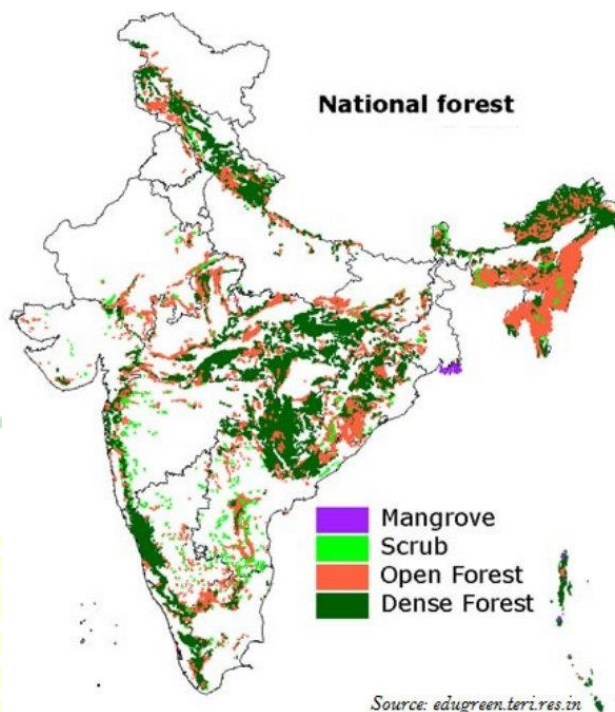 National forest
Mangrove
Scrub
Open Forest
Dense Forest
Source: edugreen.teri.res.in